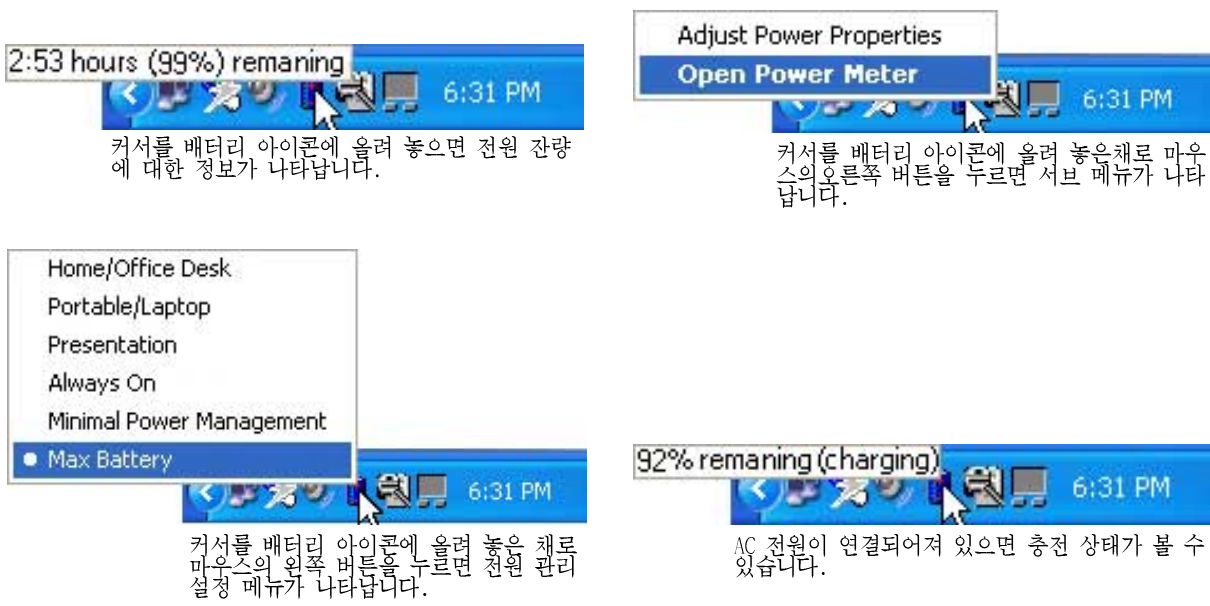 2:53 hours (99%) remaning
6:31 PM
커서를 배터리 아이콘에 올려 놓으면 전원 잔량
에 대한 정보가 나타납니다.
Adjust Power Properties
Open Power Meter
6:31 PM
커서를 배터리 아이콘에 올려 놓은채로 마우
스의오른쪽 버튼을 누르면 서브 메뉴가 나타
납니다.
Home/Office Desk
Portable/Laptop
Presentation
Always On
Minimal Power Management
Max Battery
6:31 PM
커서를 배터리 아이콘에 올려 놓은 채로
마우스의 왼쪽 버튼을 누르면 전원 관리
설정 메뉴가 나타납니다.
92% remaning (charging)
6:31 PM
AC 전원이 연결되어져 있으면 충전 상태가 볼 수
있습니다.